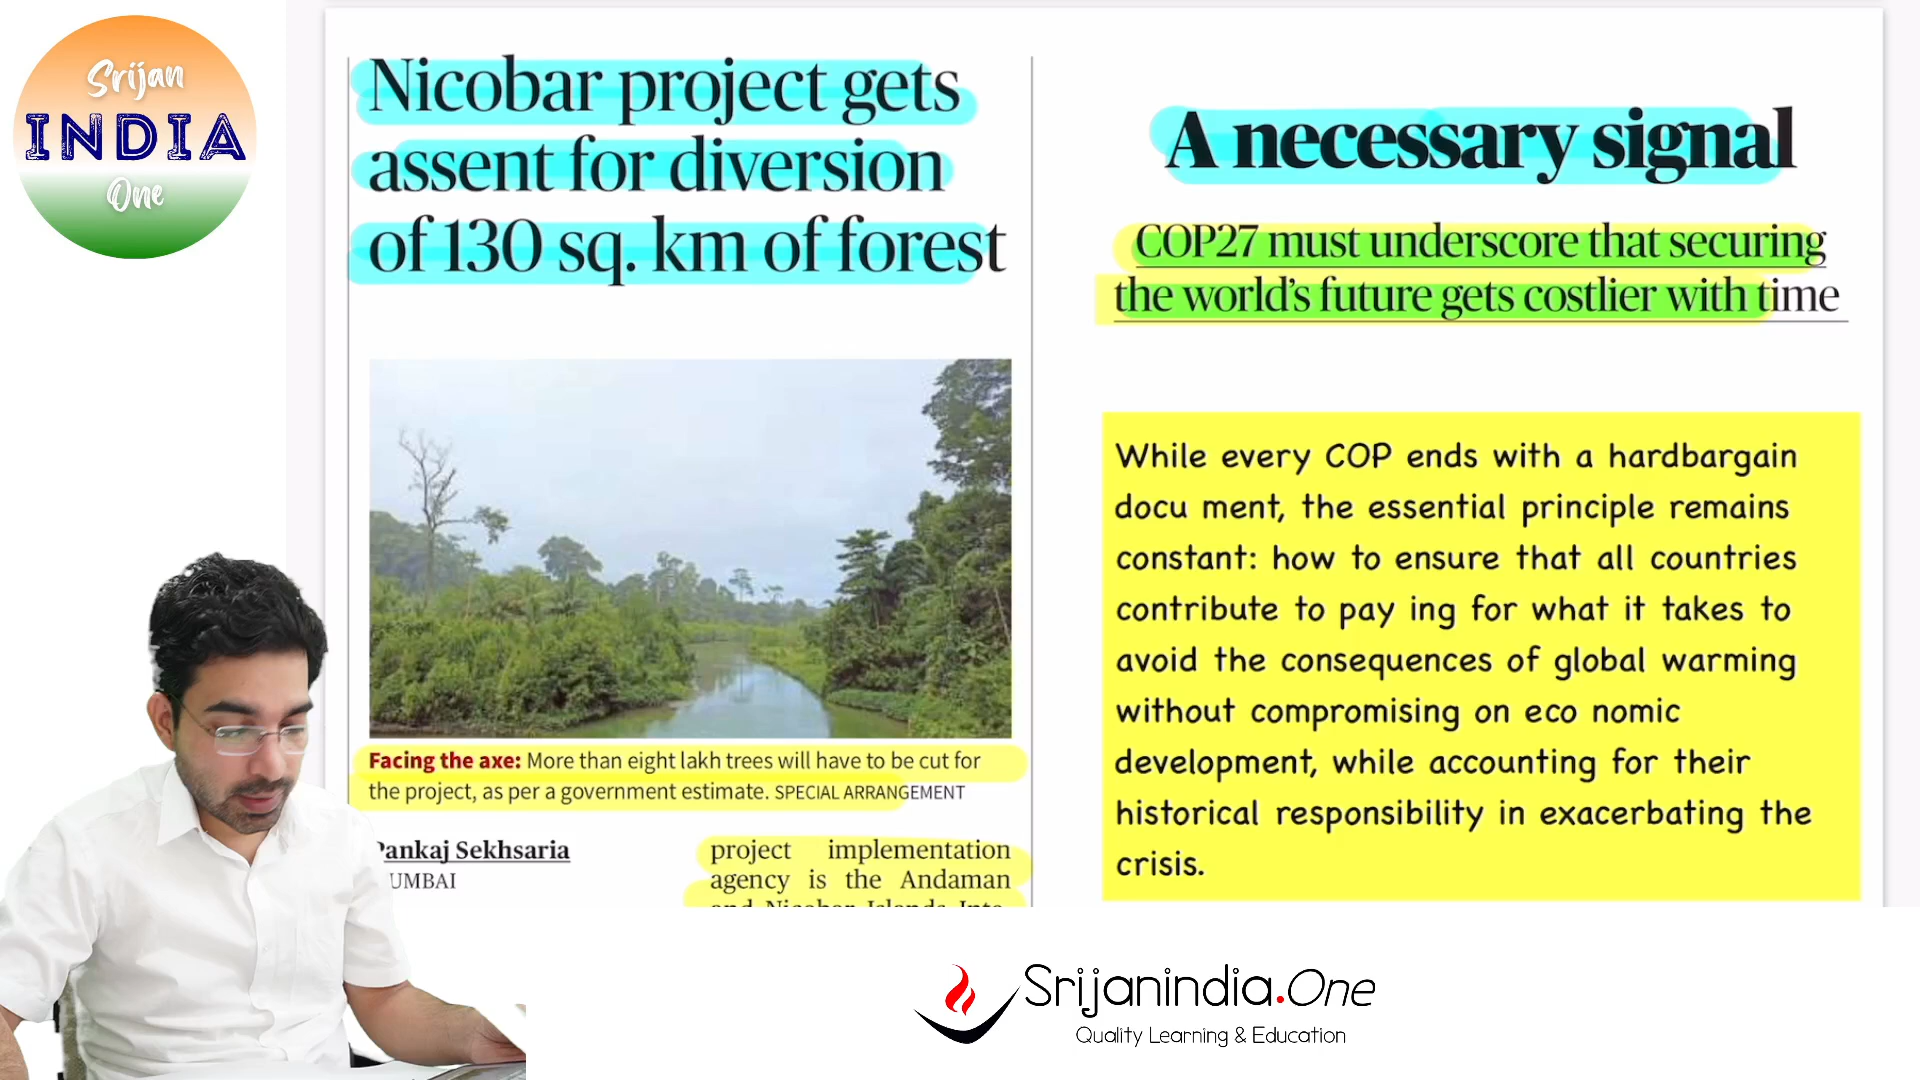 Srijan
INDIA
One
Nicobar project gets
assent for diversion
of 130 sq. km of forest
Facing the axe: More than eight lakh trees will have to be cut for
the project, as per a government estimate. SPECIAL ARRANGEMENT
Pankaj Sekhsaria
UMBAI
project implementation
agency is the Andaman
and Nicobar Islands Inte-
A necessary signal
COP27 must underscore that securing
the world's future gets costlier with time
While every COP ends with a hardbargain
docu ment, the essential principle remains
constant: how to ensure that all countries
contribute to pay ing for what it takes to
avoid the consequences of global warming
without compromising on eco nomic
development, while accounting for their
historical responsibility in exacerbating the
crisis.
Srijanindia.One
Quality Learning & Education